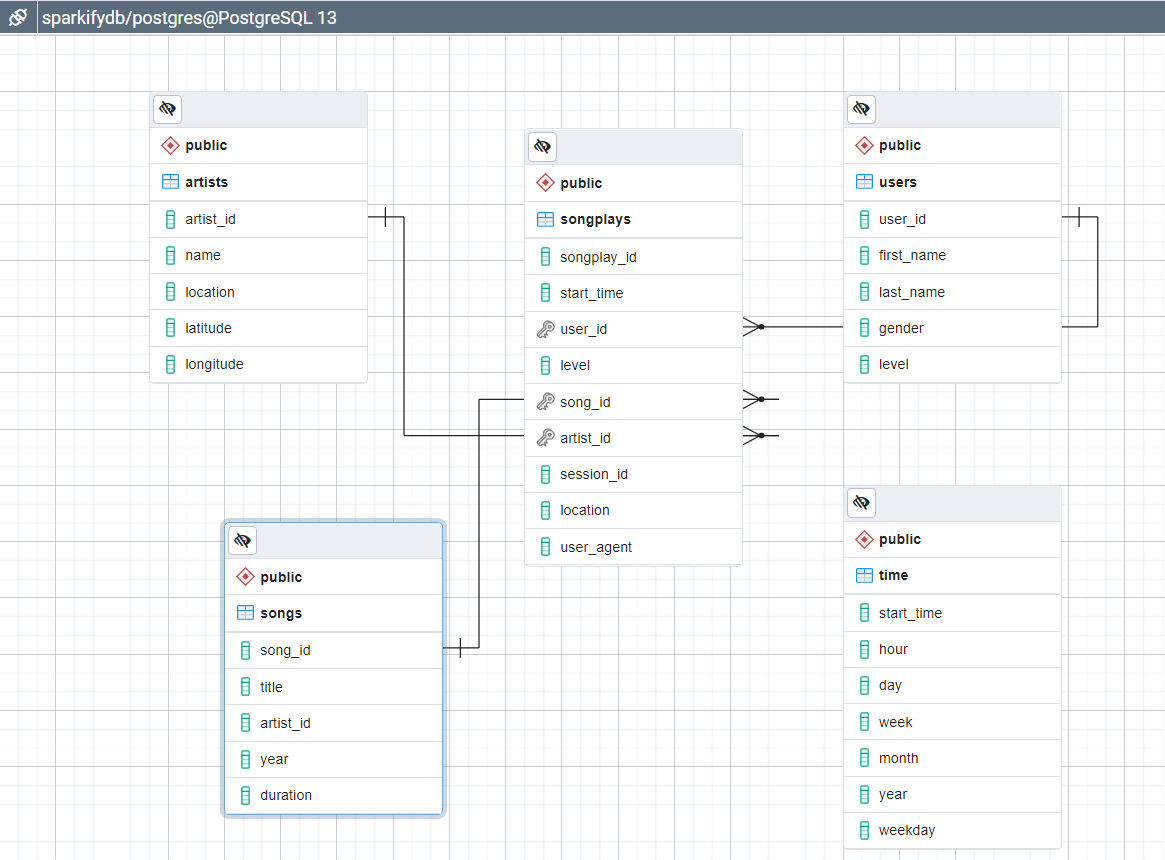 sparkifydb/postgres@PostgreSQL 13
public
artists
artist_id
name
location
latitude
longitude
public
songplays
songplay_id
start_time
user_id
level
song_id
artist_id
session_id
location
user_agent
public
users
user_id
first_name
last_name
gender
level
public
songs
song_id
title
artist_id
year
duration
public
time
start_time
hour
day
week
month
year
weekday